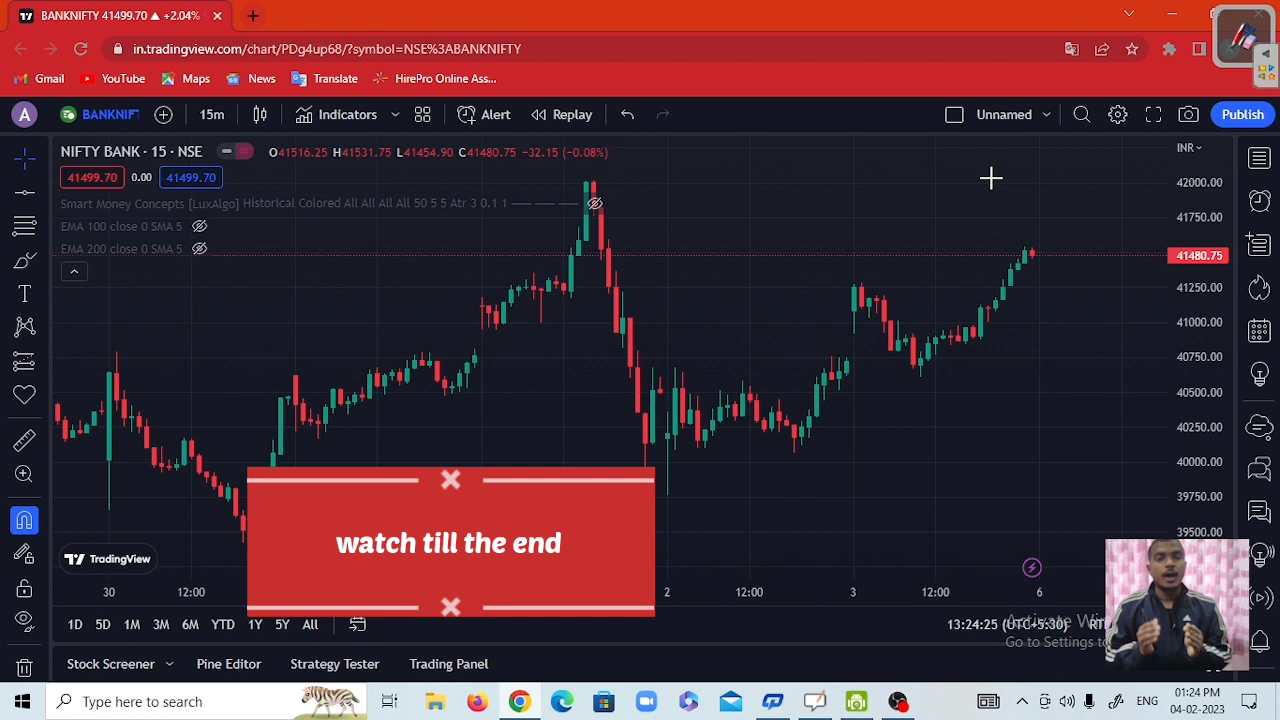 BANKNIFTY 41499.70 ▲ +2.04%
in.tradingview.com/chart/PDg4up68/?symbol=NSE%3ABANKNIFTY
Gmail YouTube Maps News Translate HirePro Online Ass...
A BANKNIFT 15m Indicators Alert Replay Unnamed Publish
NIFTY BANK · 15 · NSE O41516.25 H41531.75 L41454.90 C41480.75 −32.15 (−0.08%) INR
41499.70 0.00 41499.70
Smart Money Concepts [LuxAlgo] Historical Colored All All All All 50 5 5 Atr 3 0.1 1
EMA 100 close 0 SMA 5
EMA 200 close 0 SMA 5
42000.00
41750.00
41480.75
41250.00
41000.00
40750.00
40500.00
40250.00
40000.00
39750.00
39500.00
watch till the end
TradingView
30 12:00 2 12:00 3 12:00 6
1D 5D 1M 3M 6M YTD 1Y 5Y All 13:24:25 (UTC+5:30)
Go to Settings to
Stock Screener Pine Editor Strategy Tester Trading Panel
Type here to search ENG 01:24 PM
04-02-2023